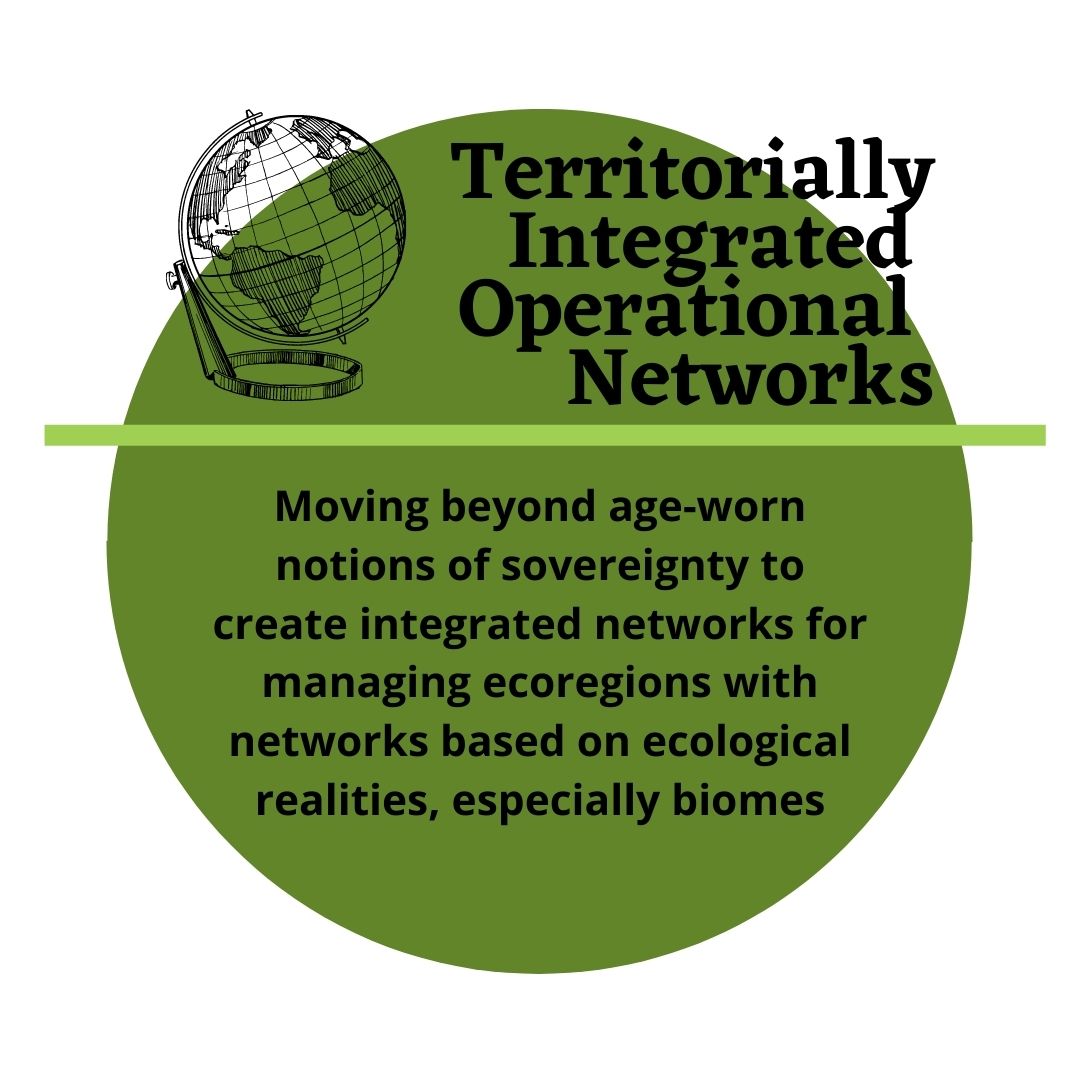 Territorially
Integrated
Operational
Networks
Moving beyond age-worn
notions of sovereignty to
create integrated networks for
managing ecoregions with
networks based on ecological
realities, especially biomes